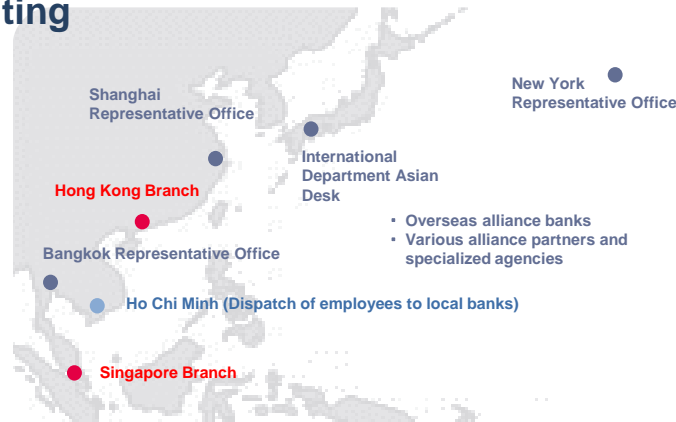 ting
Shanghai
Representative Office
New York
Representative Office
International
Department Asian
Desk
Hong Kong Branch
▪ Overseas alliance banks
▪ Various alliance partners and
specialized agencies
Bangkok Representative Office
Ho Chi Minh (Dispatch of employees to local banks)
Singapore Branch